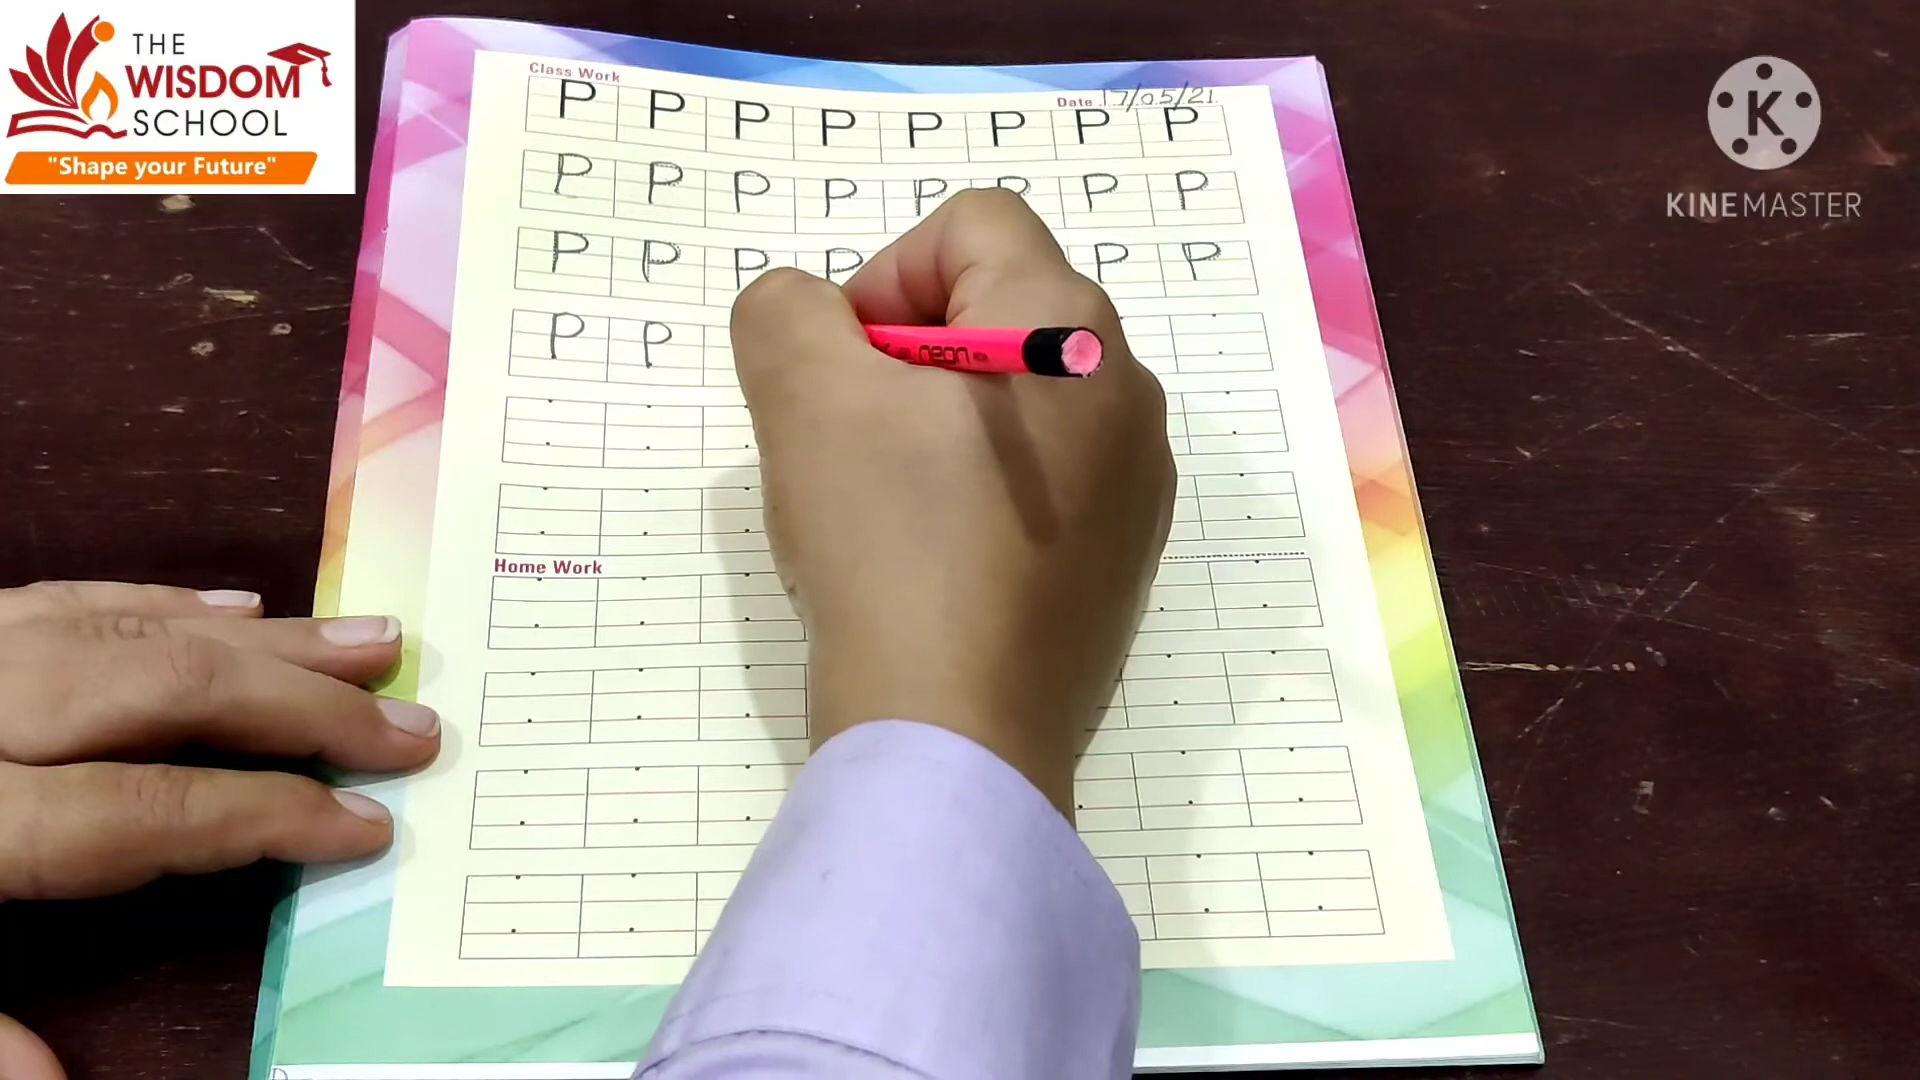 THE
WISDOM
SCHOOL
"Shape your Future"
KINEMASTER
Class Work
Date 17/05/21
P P P P P P P P
P P P P P P P P
P P P P P P
P P
neon
Home Work